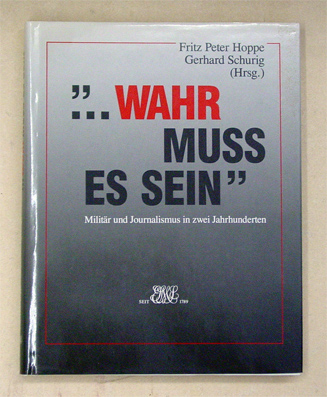 Fritz Peter Hoppe
Gerhard Schurig
(Hrsg.)
"... WAHR
MUSS
ES SEIN"
Militär und Journalismus in zwei Jahrhunderten
SEIT 1789